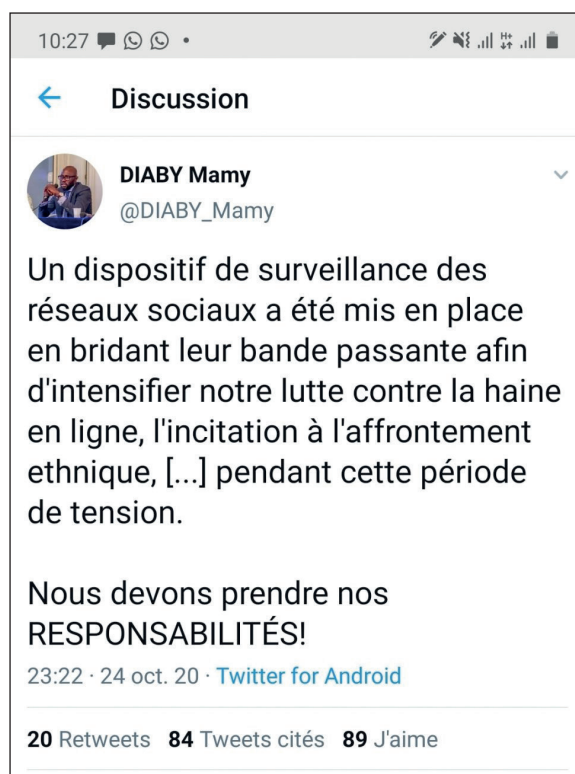 10:27
Discussion
DIABY Mamy
@DIABY_Mamy
Un dispositif de surveillance des
réseaux sociaux a été mis en place
en bridant leur bande passante afin
d'intensifier notre lutte contre la haine
en ligne, l'incitation à l'affrontement
ethnique, [...] pendant cette période
de tension.
Nous devons prendre nos
RESPONSABILITÉS!
23:22 · 24 oct. 20 · Twitter for Android
20 Retweets 84 Tweets cités 89 J'aime